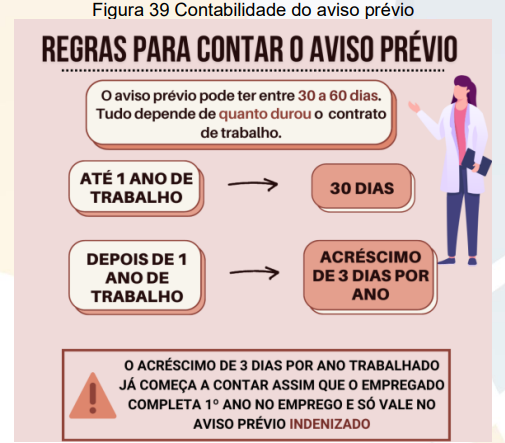 Figura 39 Contabilidade do aviso prévio
REGRAS PARA CONTAR O AVISO PRÉVIO
O aviso prévio pode ter entre 30 a 60 dias.
Tudo depende de quanto durou o contrato
de trabalho.
ATÉ 1 ANO DE
TRABALHO
30 DIAS
DEPOIS DE 1
ANO DE
TRABALHO
ACRÉSCIMO
DE 3 DIAS POR
ANO
O ACRÉSCIMO DE 3 DIAS POR ANO TRABALHADO
JÁ COMEÇA A CONTAR ASSIM QUE O EMPREGADO
COMPLETA 1º ANO NO EMPREGO E SÓ VALE NO
AVISO PRÉVIO INDENIZADO